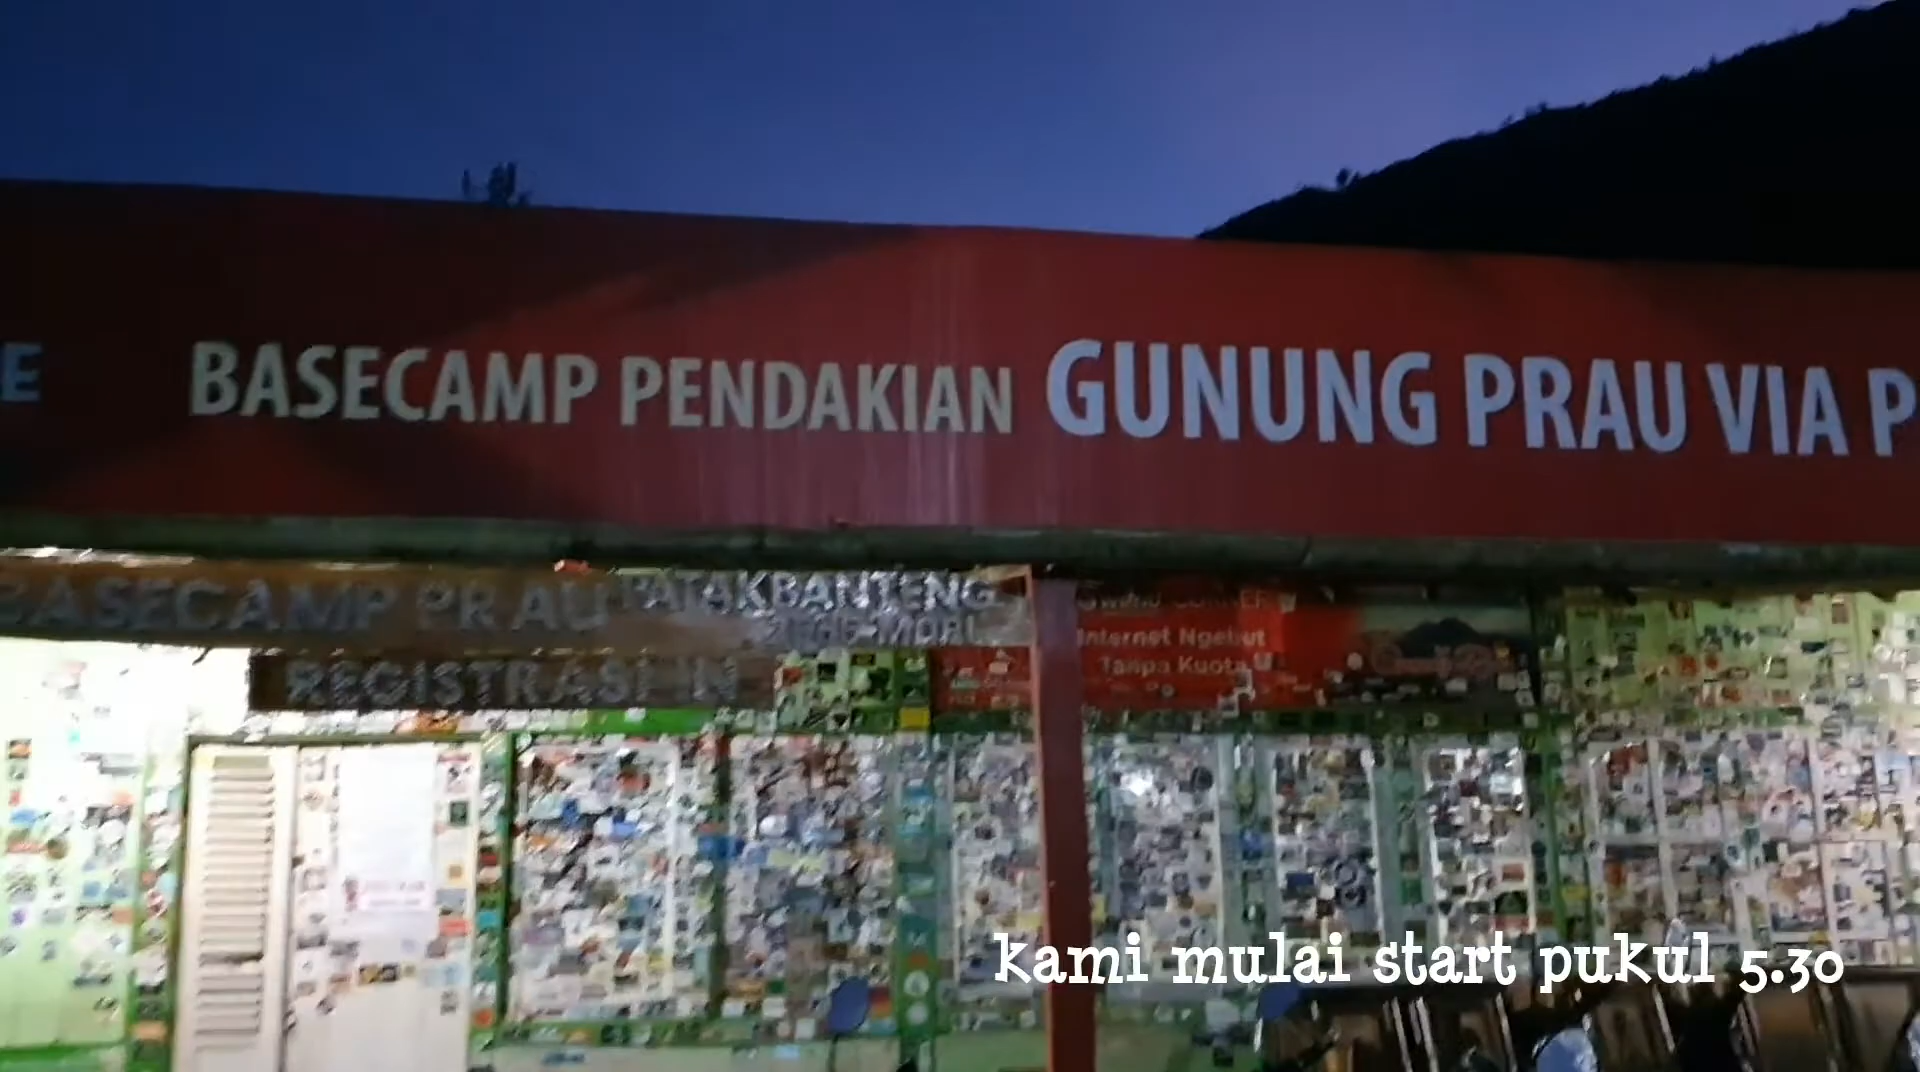 E BASECAMP PENDAKIAN GUNUNG PRAU VIA P
BASECAMP PRAU PATAKBANTENG
REGISTRASI IN
Internet Ngebut
Tanpa Kuota
kami mulai start pukul 5.30